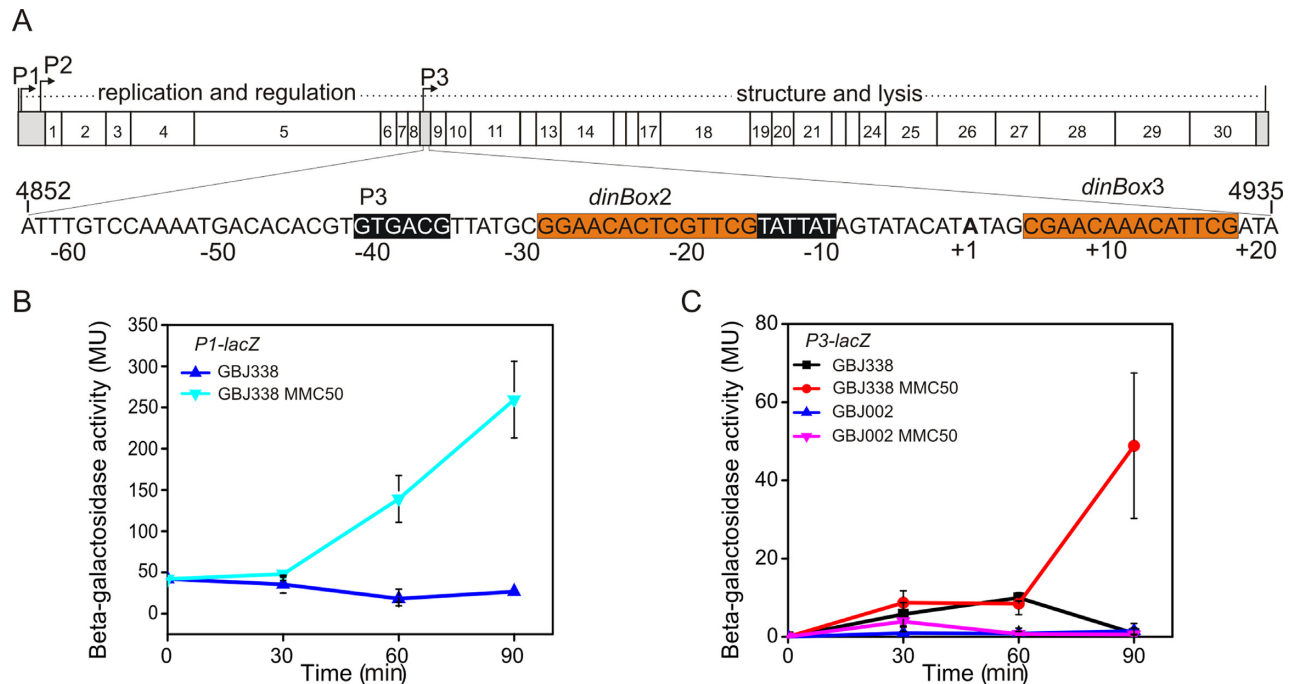 A
P1 P2 P3
replication and regulation structure and lysis
1 2 3 4 5 6 7 8 9 10 11 13 14 17 18 19 20 21 24 25 26 27 28 29 30
4852 P3 dinBox2 dinBox3 4935
ATTTGTCCAAAATGACACACGTGTGACGTTATGCGGAACACTCGTTCGTATTATAGTATACATATAGCGAACAAACATTCGATA
-60 -50 -40 -30 -20 -10 +1 +10 +20
B
Beta-galactosidase activity (MU)
350
300
250
200
150
100
50
0
P1-lacZ
GBJ338
GBJ338 MMC50
0 30 60 90
Time (min)
C
Beta-galactosidase activity (MU)
80
60
40
20
0
P3-lacZ
GBJ338
GBJ338 MMC50
GBJ002
GBJ002 MMC50
0 30 60 90
Time (min)